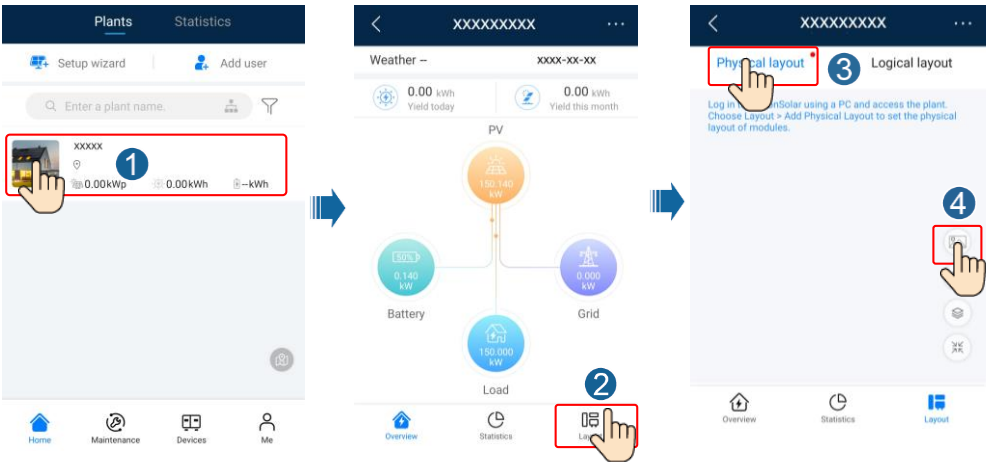 Plants Statistics
Setup wizard Add user
Enter a plant name.
xxxxx
1
0.00kWp 0.00kWh --kWh
Home Maintenance Devices Me
xxxxxxxxx ...
Weather -- xxxx-xx-xx
0.00 kWh 0.00 kWh
Yield today Yield this month
PV
150.140
kW
50%
0.140
kW
0.000
kW
Battery Grid
150.000
kW
Load
2
Overview Statistics
XXXXXXXXX ...
Physical layout 3 Logical layout
Log in using a PC and access the plant.
Choose Layout > Add Physical Layout to set the physical
layout of modules.
4
Overview Statistics Layout